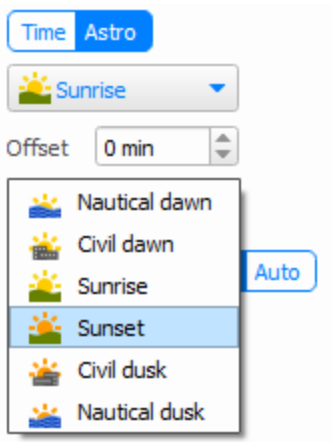 Time Astro
Sunrise
Offset 0 min
Nautical dawn
Civil dawn
Auto
Sunrise
Sunset
Civil dusk
Nautical dusk